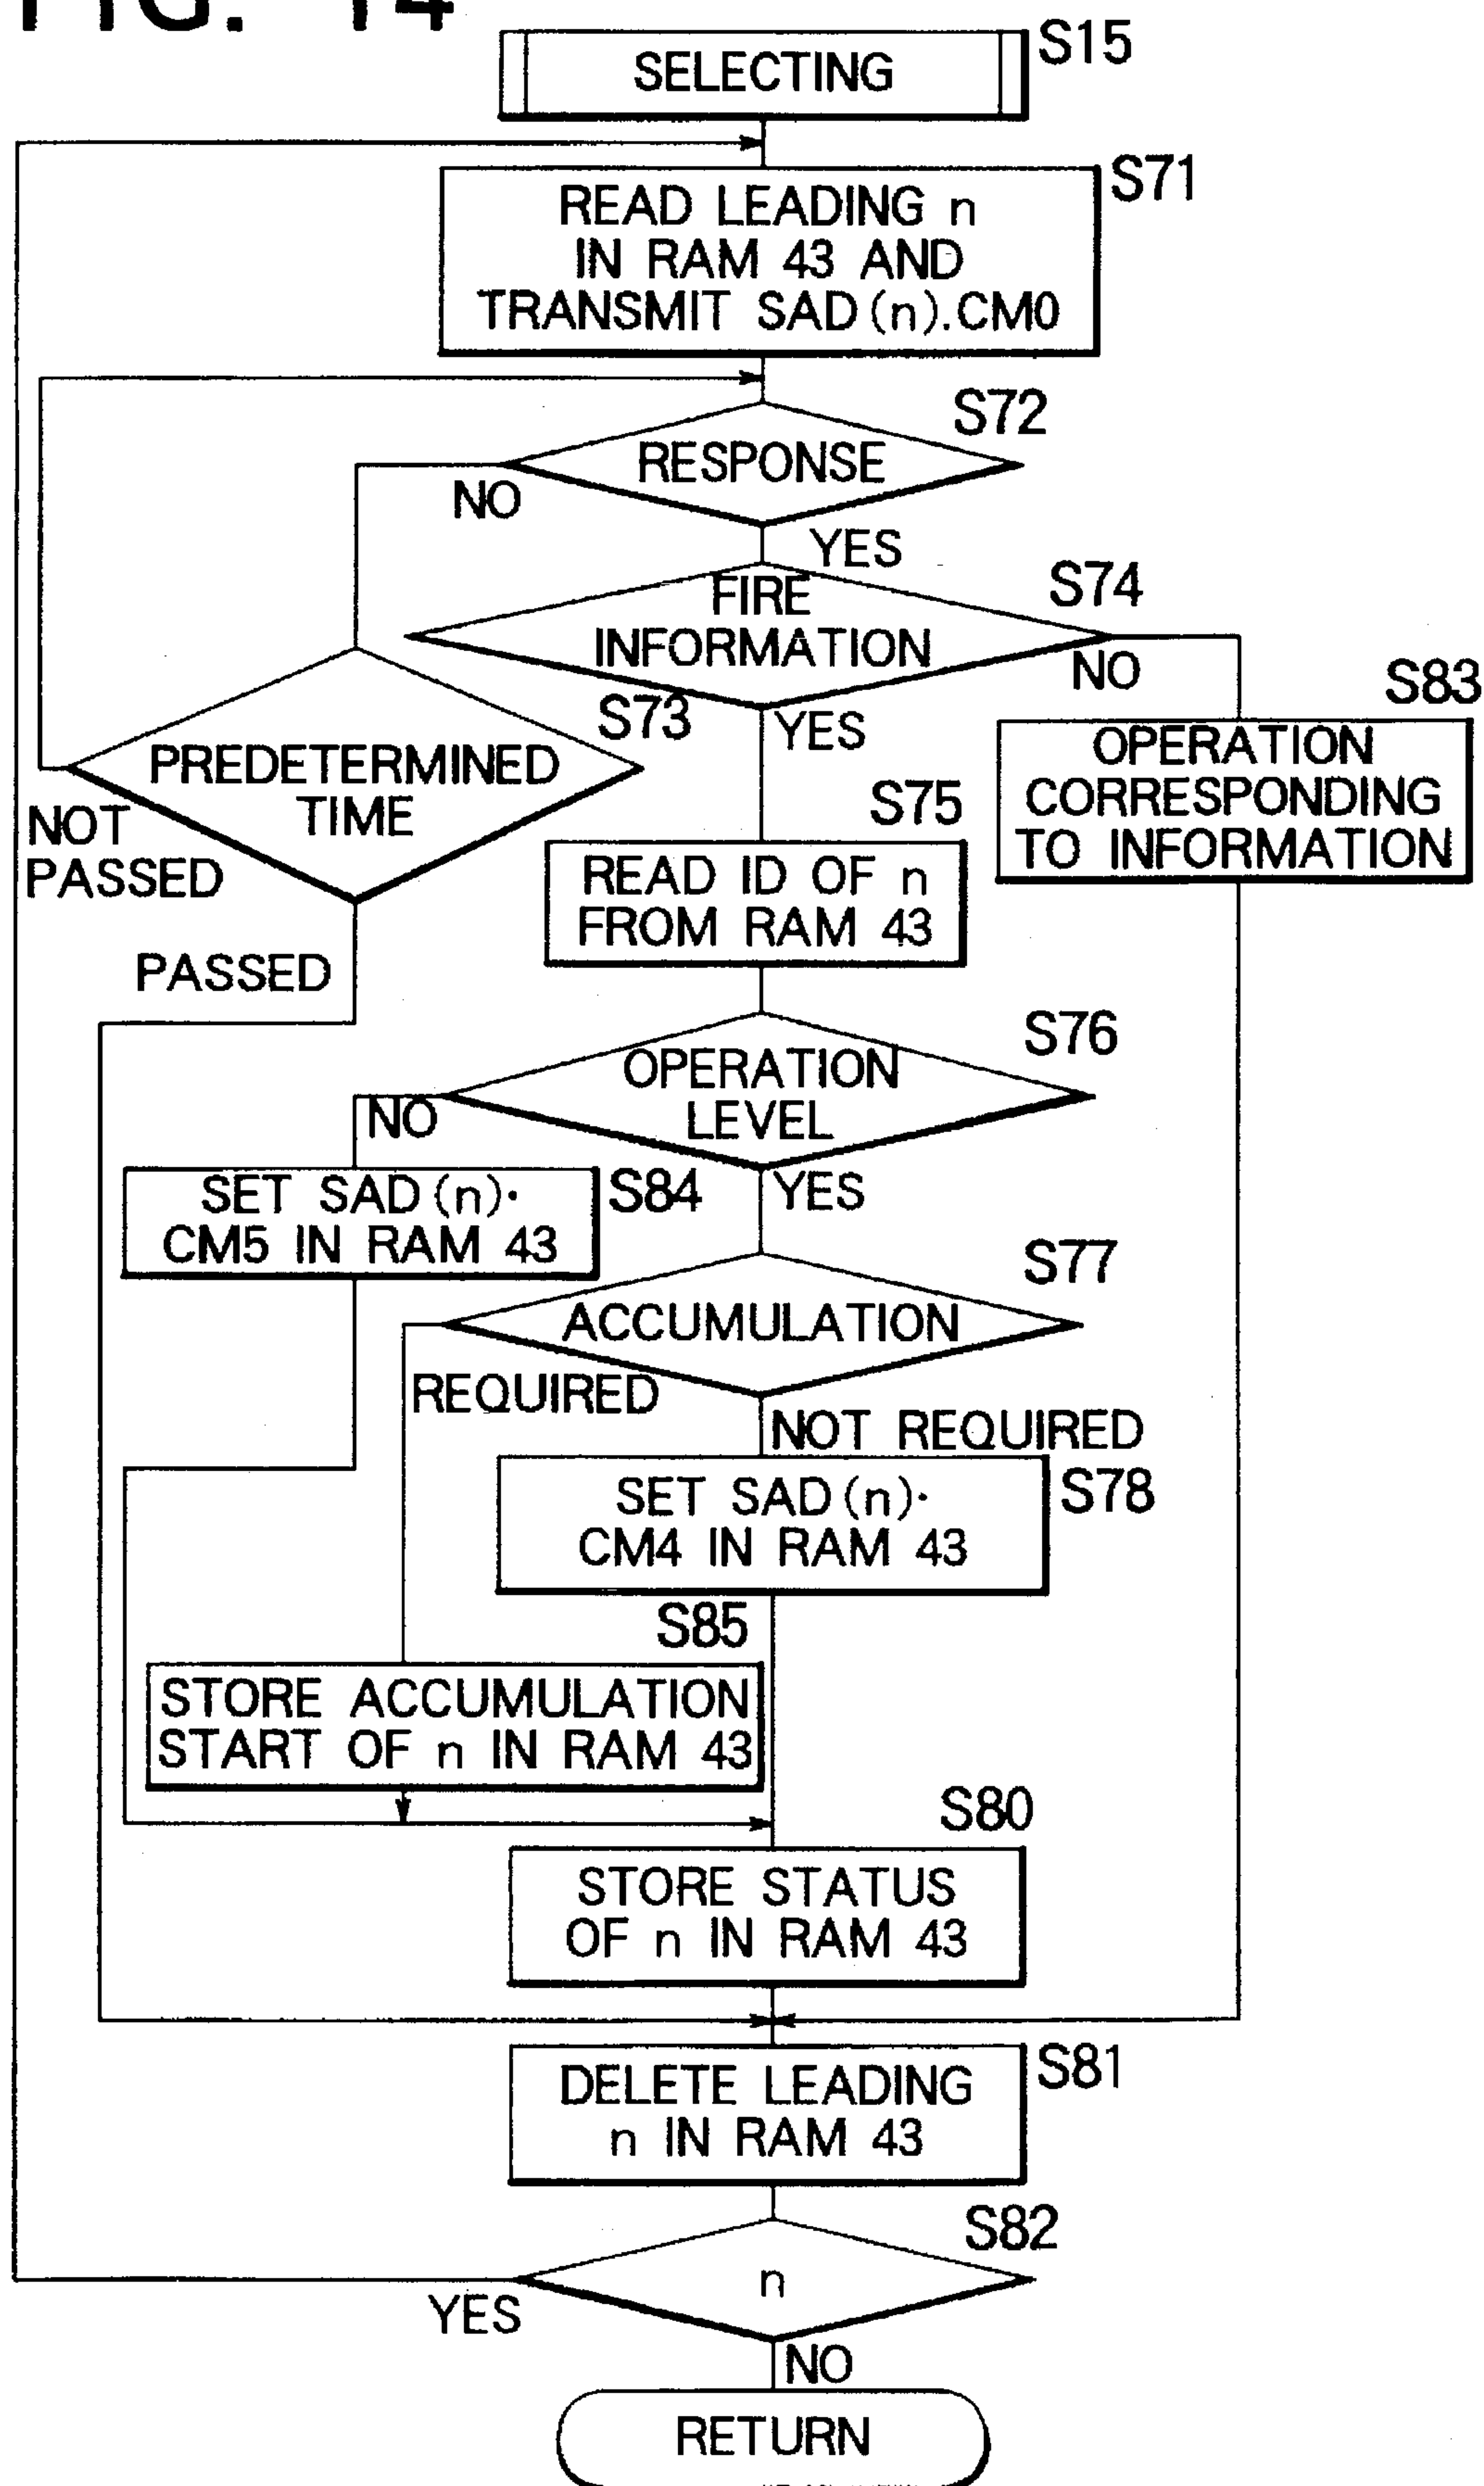 FIG. 14
SELECTING
S15
READ LEADING n
IN RAM 43 AND
TRANSMIT SAD(n).CM0
S71
RESPONSE
S72
NO
YES
FIRE
INFORMATION
S74
NO
YES
PREDETERMINED
TIME
S73
NOT
PASSED
PASSED
S83
OPERATION
CORRESPONDING
TO INFORMATION
S75
READ ID OF n
FROM RAM 43
S76
OPERATION
LEVEL
NO
YES
SET SAD(n)·
CM5 IN RAM 43
S84
S77
ACCUMULATION
REQUIRED
NOT REQUIRED
SET SAD(n)·
CM4 IN RAM 43
S78
S85
STORE ACCUMULATION
START OF n IN RAM 43
S80
STORE STATUS
OF n IN RAM 43
DELETE LEADING
n IN RAM 43
S81
S82
n
YES
NO
RETURN